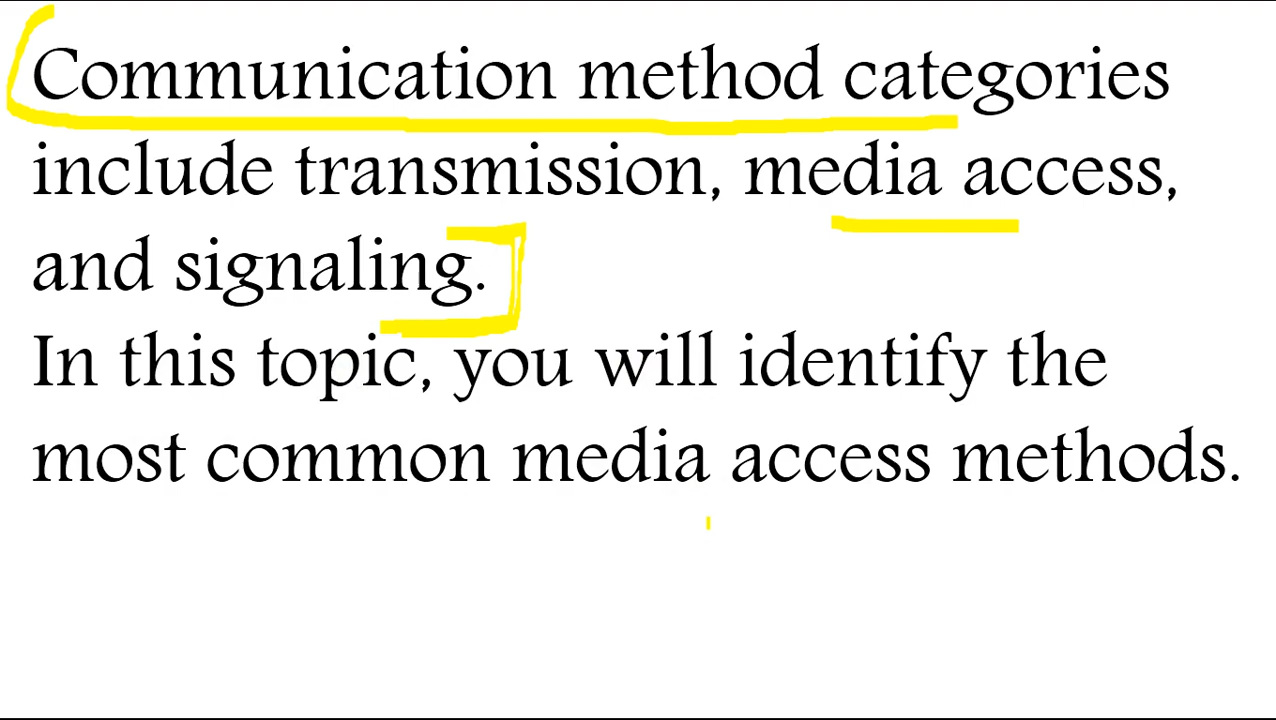 Communication method categories
include transmission, media access,
and signaling.
In this topic, you will identify the
most common media access methods.